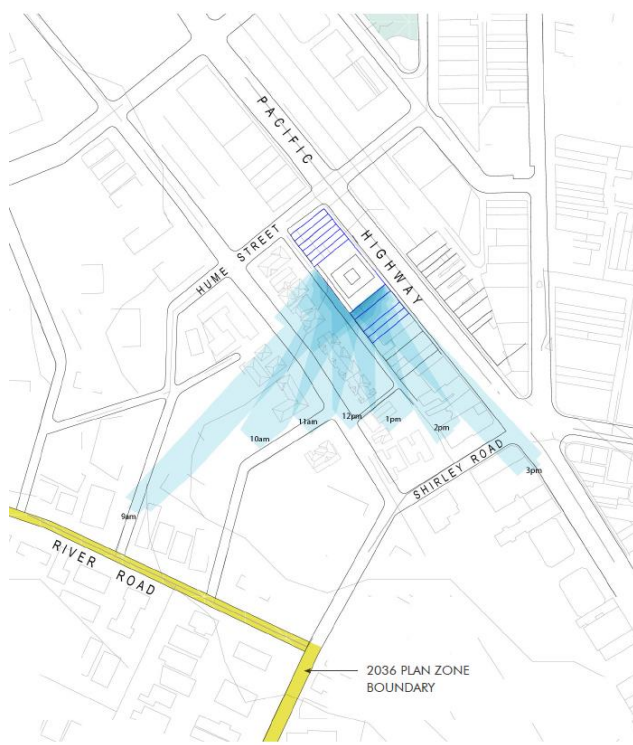 PACIFIC
HIGHWAY
HUME STREET
12pm
11am
1pm
2pm
10am
SHIRLEY ROAD
3pm
9am
RIVER ROAD
2036 PLAN ZONE
BOUNDARY